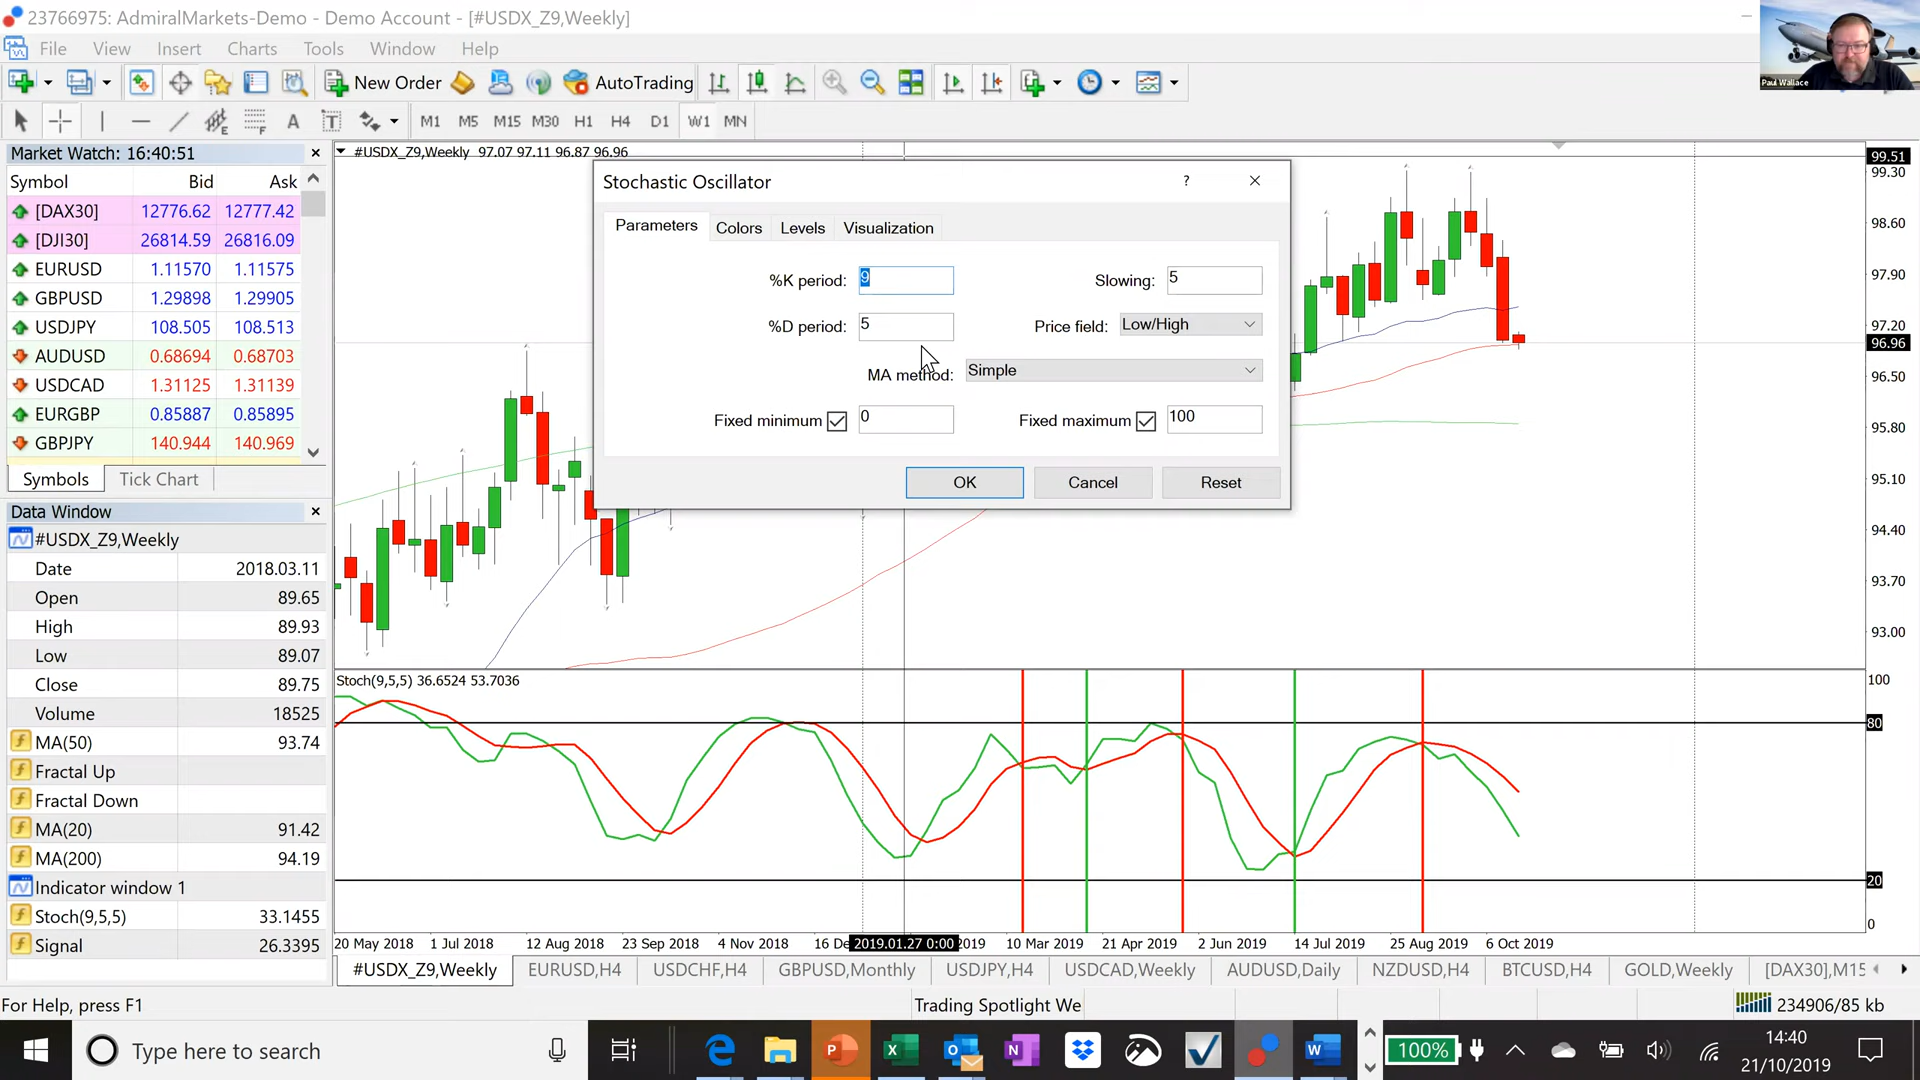 23766975: AdmiralMarkets-Demo - Demo Account - [#USDX_Z9,Weekly]
File View Insert Charts Tools Window Help
New Order AutoTrading
M1 M5 M15 M30 H1 H4 D1 W1 MN
Paul Wallace
Market Watch: 16:40:51
Symbol Bid Ask
[DAX30] 12776.62 12777.42
[DJI30] 26814.59 26816.09
EURUSD 1.11570 1.11575
GBPUSD 1.29898 1.29905
USDJPY 108.505 108.513
AUDUSD 0.68694 0.68703
USDCAD 1.31125 1.31139
EURGBP 0.85887 0.85895
GBPJPY 140.944 140.969
Symbols Tick Chart
Data Window
#USDX_Z9,Weekly
Date 2018.03.11
Open 89.65
High 89.93
Low 89.07
Close 89.75
Volume 18525
MA(50) 93.74
Fractal Up
Fractal Down
MA(20) 91.42
MA(200) 94.19
Indicator window 1
Stoch(9,5,5) 33.1455
Signal 26.3395
#USDX_Z9,Weekly 97.07 97.11 96.87 96.96
Stochastic Oscillator ?
Parameters Colors Levels Visualization
%K period: 9 Slowing: 5
%D period: 5 Price field: Low/High
MA method: Simple
Fixed minimum 0 Fixed maximum 100
OK Cancel Reset
99.51
99.30
98.60
97.90
97.20
96.96
96.50
95.80
95.10
94.40
93.70
93.00
Stoch(9,5,5) 36.6524 53.7036
100
80
20
0
20 May 2018 1 Jul 2018 12 Aug 2018 23 Sep 2018 4 Nov 2018 16 De 2019.01.27 0:00 2019 10 Mar 2019 21 Apr 2019 2 Jun 2019 14 Jul 2019 25 Aug 2019 6 Oct 2019
#USDX_Z9,Weekly EURUSD,H4 USDCHF,H4 GBPUSD,Monthly USDJPY,H4 USDCAD,Weekly AUDUSD,Daily NZDUSD,H4 BTCUSD,H4 GOLD,Weekly [DAX30],M15
For Help, press F1 Trading Spotlight We 234906/85 kb
Type here to search 100% 14:40
21/10/2019